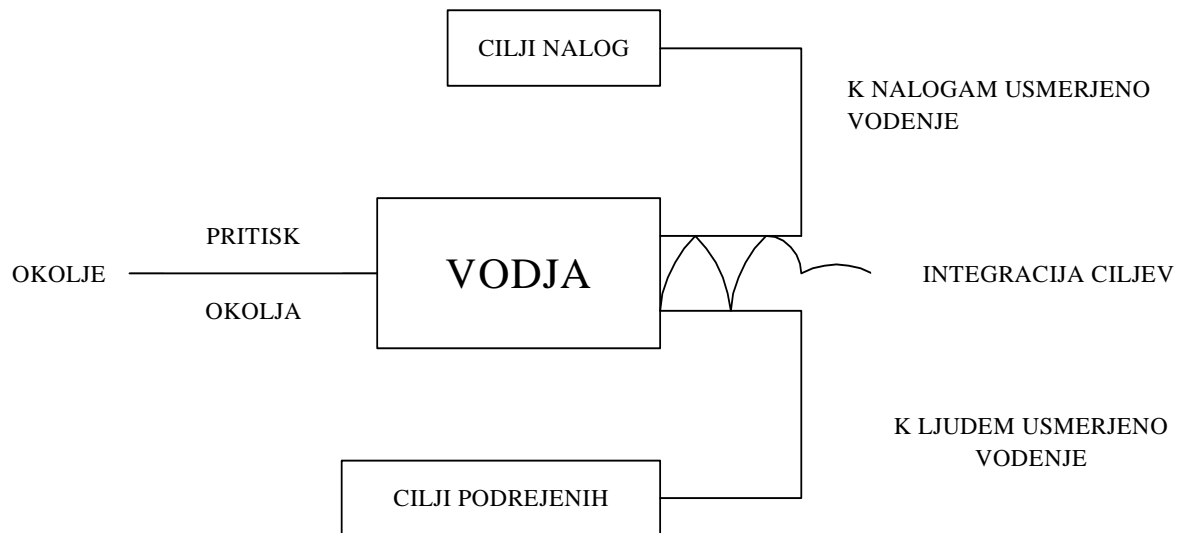 CILJI NALOG
K NALOGAM USMERJENO
VODENJE
PRITISK
OKOLJE
VODJA
INTEGRACIJA CILJEV
OKOLJA
K LJUDEM USMERJENO
VODENJE
CILJI PODREJENIH